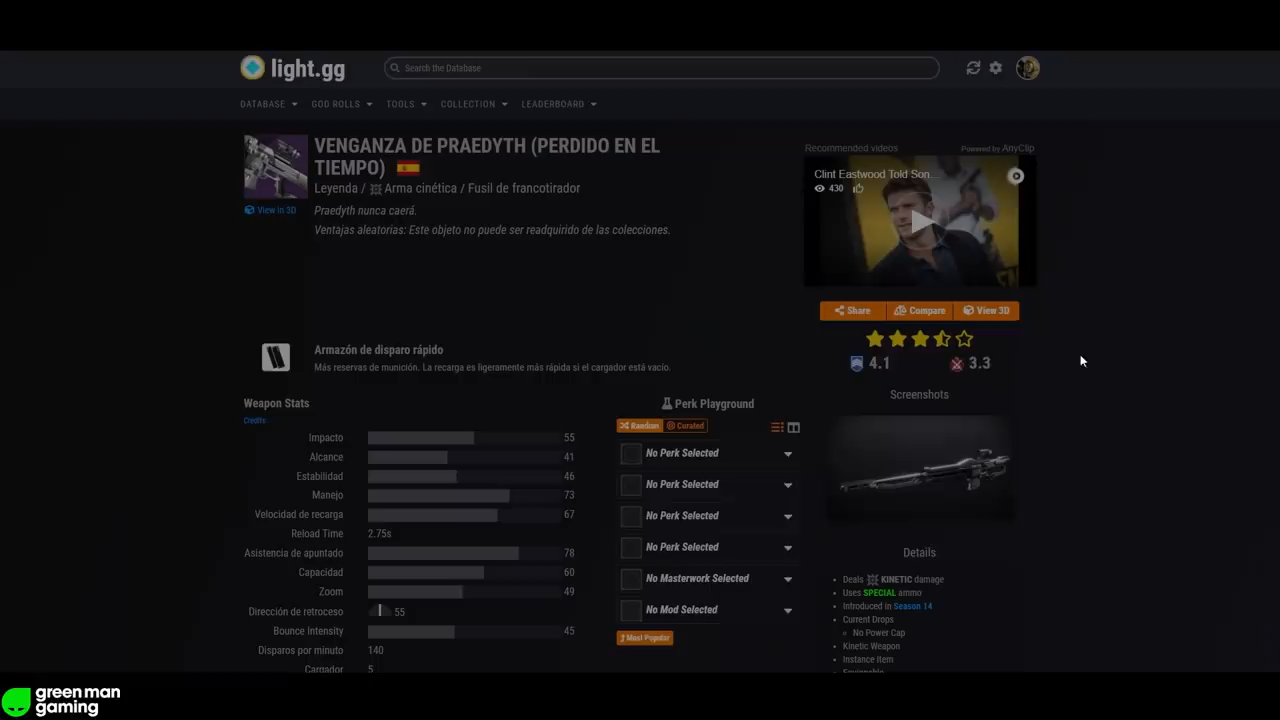 light.gg
Search the Database
DATABASE
GOD ROLLS
TOOLS
COLLECTION
LEADERBOARD
VENGANZA DE PRAEDYTH (PERDIDO EN EL
TIEMPO)
Leyenda / Arma cinética / Fusil de francotirador
View in 3D
Praedyth nunca caerá.
Ventajas aleatorias: Este objeto no puede ser readquirido de las colecciones.
Armazón de disparo rápido
Más reservas de munición. La recarga es ligeramente más rápida si el cargador está vacío.
Weapon Stats
Credits
Impacto 55
Alcance 41
Estabilidad 46
Manejo 73
Velocidad de recarga 67
Reload Time 2.75s
Asistencia de apuntado 78
Capacidad 60
Zoom 49
Dirección de retroceso 55
Bounce Intensity 45
Disparos por minuto 140
Cargador 5
Perk Playground
Random Curated
No Perk Selected
No Perk Selected
No Perk Selected
No Perk Selected
No Masterwork Selected
No Mod Selected
Most Popular
Recommended videos Powered by AnyClip
Clint Eastwood Told Son...
430
Share Compare View 3D
4.1 3.3
Screenshots
Details
Deals KINETIC damage
Uses SPECIAL ammo
Introduced in Season 14
Current Drops
No Power Cap
Kinetic Weapon
Instance Item
Equippable
green man
gaming